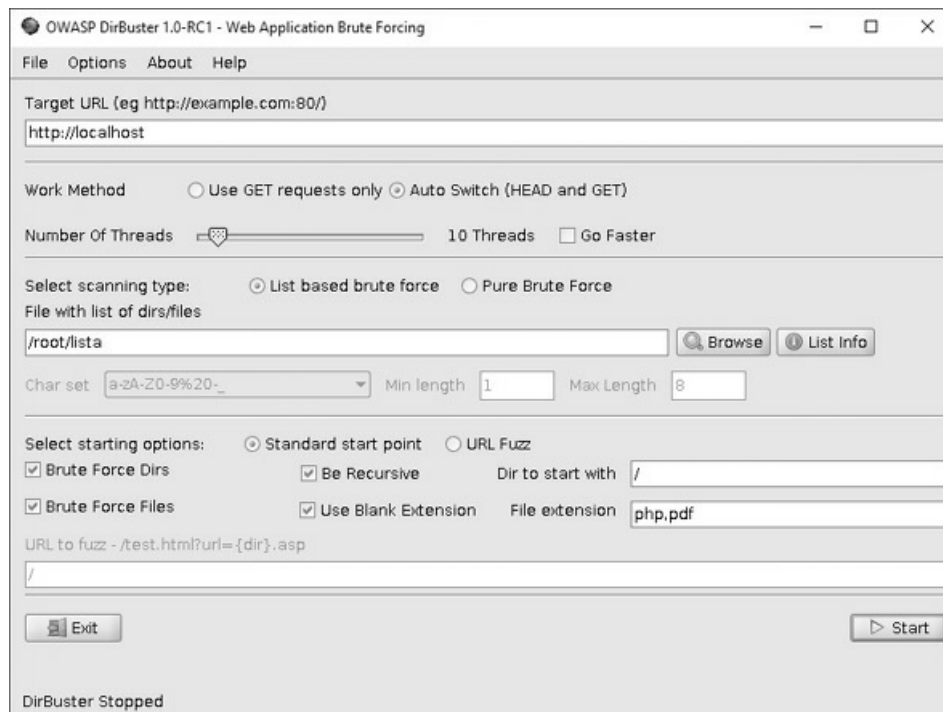 OWASP DirBuster 1.0-RC1 - Web Application Brute Forcing
File Options About Help
Target URL (eg http://example.com:80/)
http://localhost
Work Method Use GET requests only Auto Switch (HEAD and GET)
Number Of Threads 10 Threads Go Faster
Select scanning type: List based brute force Pure Brute Force
File with list of dirs/files
/root/lista Browse List Info
Char set a-zA-Z0-9%20-_ Min length 1 Max Length 8
Select starting options: Standard start point URL Fuzz
Brute Force Dirs Be Recursive Dir to start with /
Brute Force Files Use Blank Extension File extension php,pdf
URL to fuzz - /test.html?url={dir}.asp
/
Exit Start
DirBuster Stopped